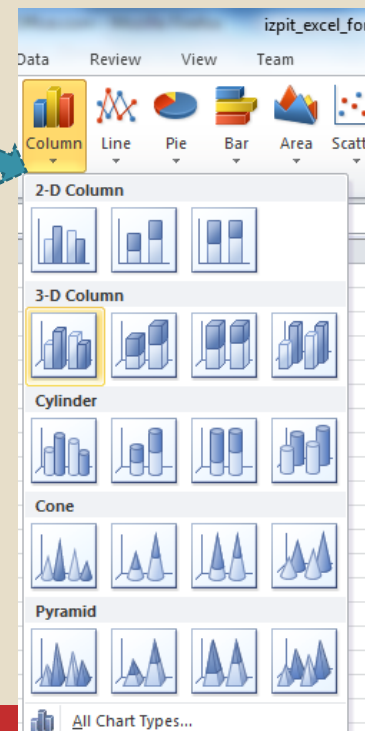 izpit_excel_for
Data Review View Team
Column Line Pie Bar Area Scatt
2-D Column
3-D Column
Cylinder
Cone
Pyramid
All Chart Types...